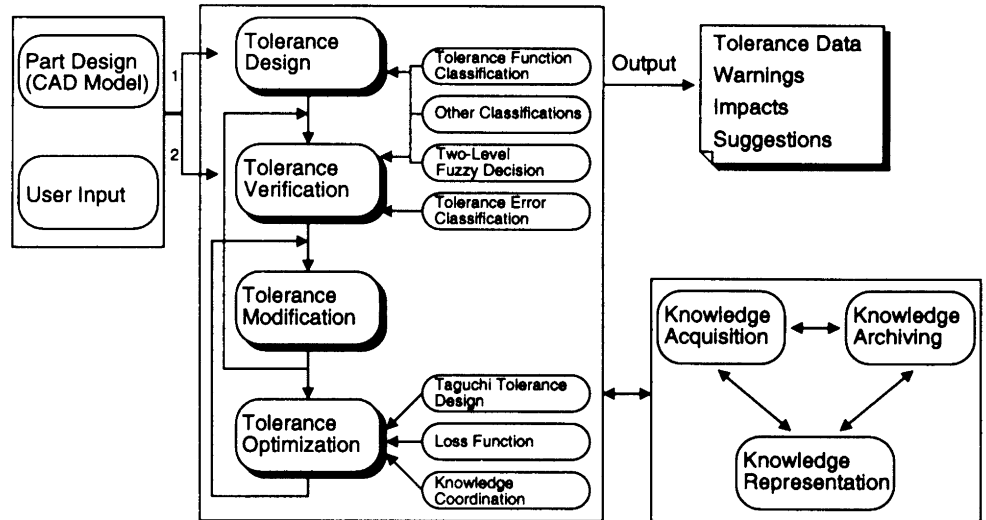 Part Design
(CAD Model)
User Input
1
2
Tolerance
Design
Tolerance
Verification
Tolerance
Modification
Tolerance
Optimization
Tolerance Function
Classification
Other Classifications
Two-Level
Fuzzy Decision
Tolerance Error
Classification
Taguchi Tolerance
Design
Loss Function
Knowledge
Coordination
Output
Tolerance Data
Warnings
Impacts
Suggestions
Knowledge
Acquisition
Knowledge
Archiving
Knowledge
Representation